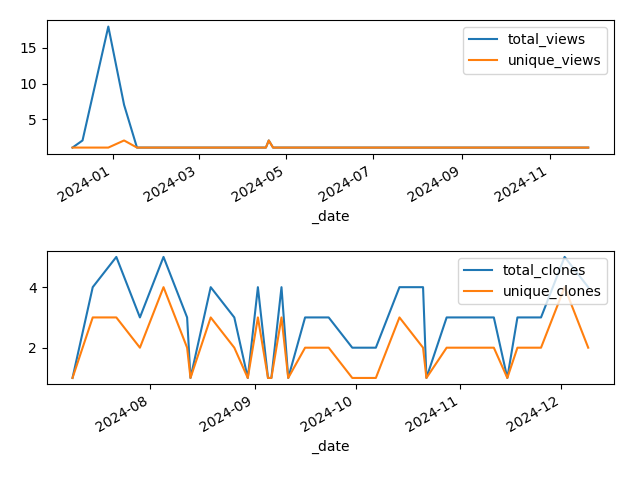 total_views
unique_views
15
10
5
2024-01
2024-03
2024-05
2024-07
2024-09
2024-11
_date
total_clones
unique_clones
4
2
2024-08
2024-09
2024-10
2024-11
2024-12
_date